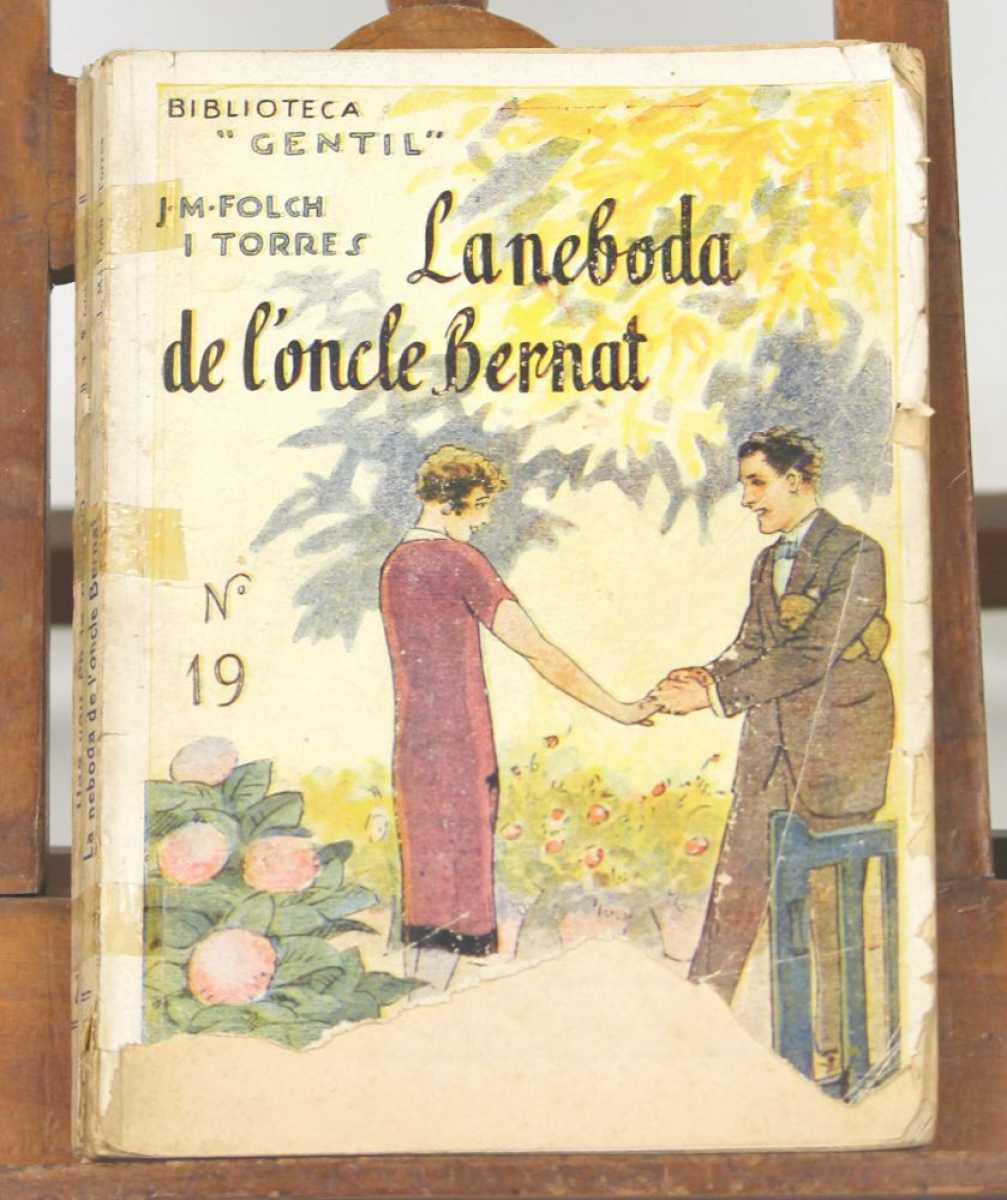 BIBLIOTECA
"GENTIL"
J·M·FOLCH
I TORRES
La neboda
de l'oncle Bernat
Nº
19
La neboda de l'oncle Bernat